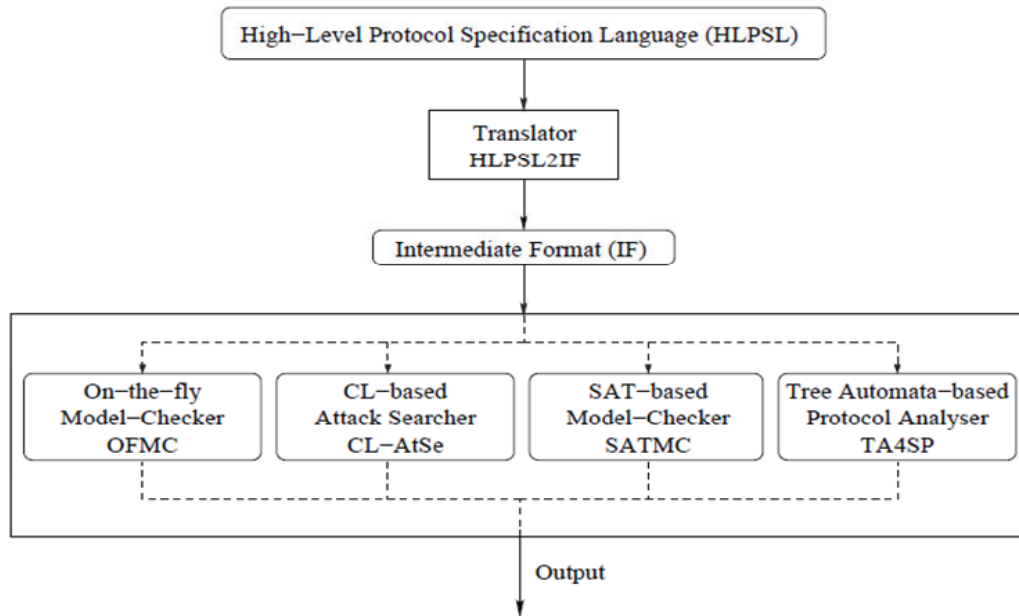 High−Level Protocol Specification Language (HLPSL)
Translator
HLPSL2IF
Intermediate Format (IF)
On−the−fly
Model−Checker
OFMC
CL−based
Attack Searcher
CL−AtSe
SAT−based
Model−Checker
SATMC
Tree Automata−based
Protocol Analyser
TA4SP
Output